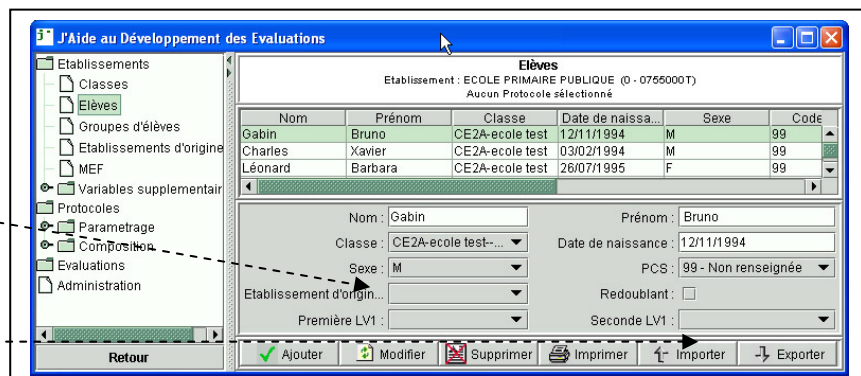 J'Aide au Développement des Evaluations
Etablissements
Classes
Elèves
Groupes d'élèves
Etablissements d'origine
MEF
Variables supplementair
Protocoles
Parametrage
Composition
Evaluations
Administration
Retour
Elèves
Etablissement : ECOLE PRIMAIRE PUBLIQUE (0 - 0755000T)
Aucun Protocole sélectionné
Nom Prénom Classe Date de naissa... Sexe Code
Gabin Bruno CE2A-ecole test 12/11/1994 M 99
Charles Xavier CE2A-ecole test 03/02/1994 M 99
Léonard Barbara CE2A-ecole test 26/07/1995 F 99
Nom : Gabin Prénom : Bruno
Classe : CE2A-ecole test--... Date de naissance : 12/11/1994
Sexe : M PCS : 99 - Non renseignée
Etablissement d'origin... Redoublant :
Première LV1 : Seconde LV1 :
Ajouter Modifier Supprimer Imprimer Importer Exporter